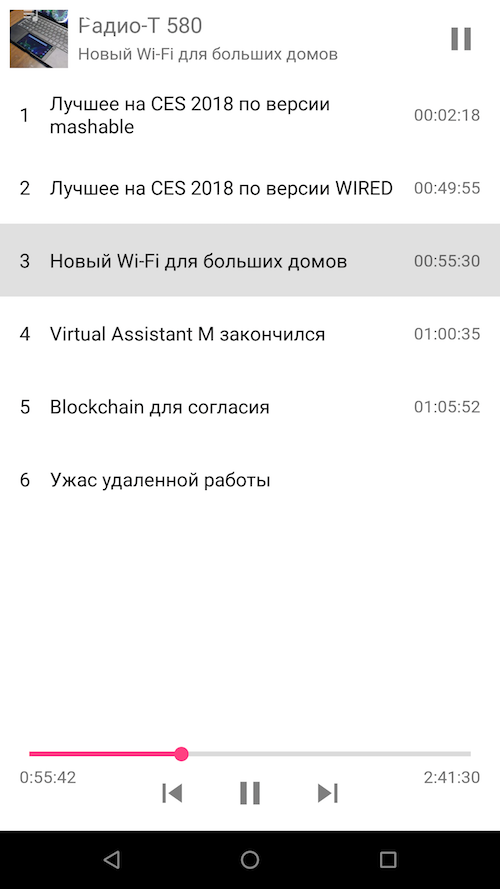 Радио-Т 580
Новый Wi-Fi для больших домов
1 Лучшее на CES 2018 по версии mashable 00:02:18
2 Лучшее на CES 2018 по версии WIRED 00:49:55
3 Новый Wi-Fi для больших домов 00:55:30
4 Virtual Assistant M закончился 01:00:35
5 Blockchain для согласия 01:05:52
6 Ужас удаленной работы
0:55:42 2:41:30